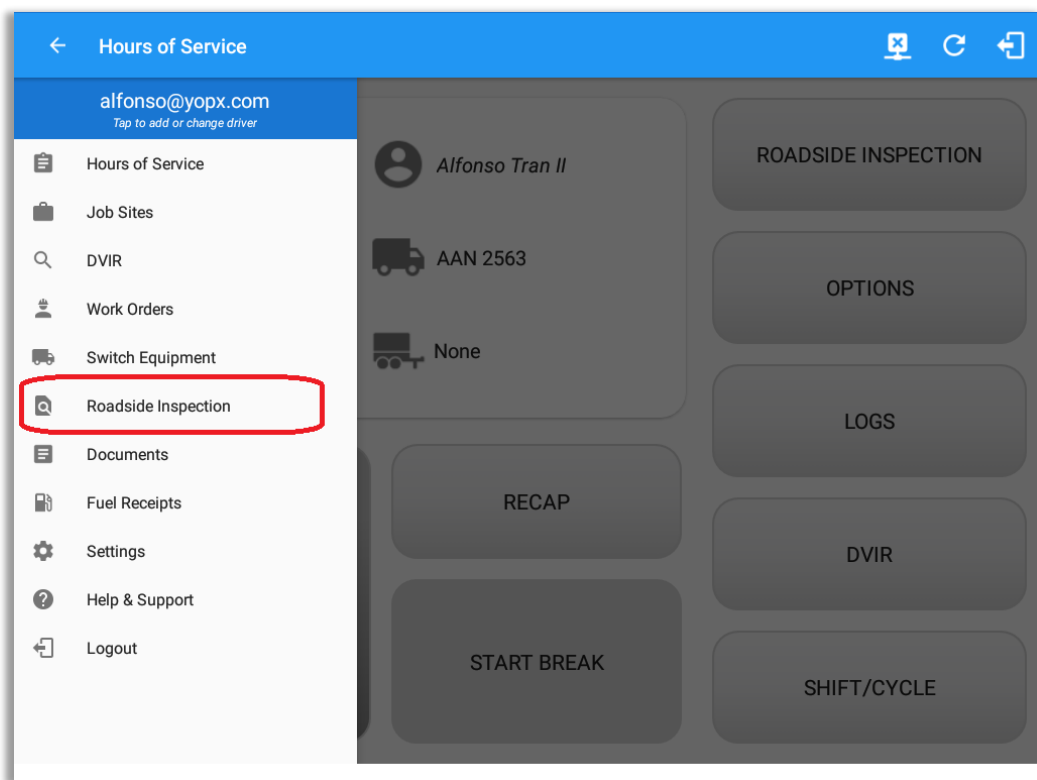 Hours of Service
alfonso@yopx.com
Tap to add or change driver
Hours of Service
Job Sites
DVIR
Work Orders
Switch Equipment
Roadside Inspection
Documents
Fuel Receipts
Settings
Help & Support
Logout
Alfonso Tran II
AAN 2563
None
RECAP
START BREAK
ROADSIDE INSPECTION
OPTIONS
LOGS
DVIR
SHIFT/CYCLE